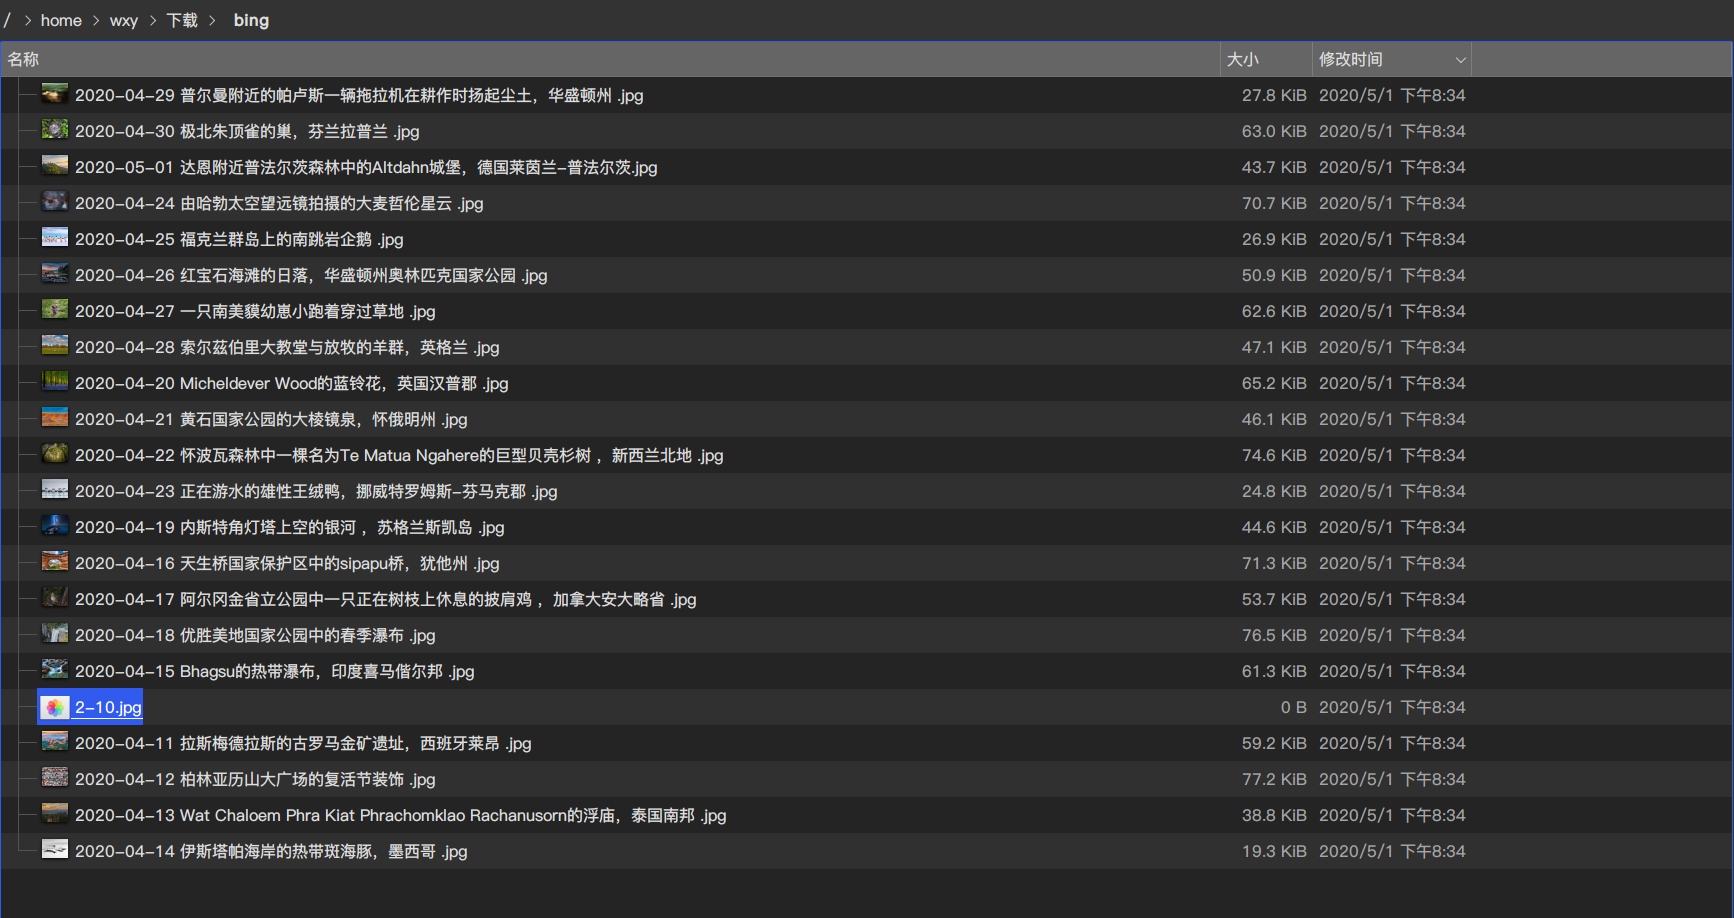 / > home > wxy > 下载 > bing
名称 大小 修改时间
2020-04-29 普尔曼附近的帕卢斯一辆拖拉机在耕作时扬起尘土，华盛顿州 .jpg 27.8 KiB 2020/5/1 下午8:34
2020-04-30 极北朱顶雀的巢，芬兰拉普兰 .jpg 63.0 KiB 2020/5/1 下午8:34
2020-05-01 达恩附近普法尔茨森林中的Altdahn城堡，德国莱茵兰-普法尔茨.jpg 43.7 KiB 2020/5/1 下午8:34
2020-04-24 由哈勃太空望远镜拍摄的大麦哲伦星云 .jpg 70.7 KiB 2020/5/1 下午8:34
2020-04-25 福克兰群岛上的南跳岩企鹅 .jpg 26.9 KiB 2020/5/1 下午8:34
2020-04-26 红宝石海滩的日落，华盛顿州奥林匹克国家公园 .jpg 50.9 KiB 2020/5/1 下午8:34
2020-04-27 一只南美貘幼崽小跑着穿过草地 .jpg 62.6 KiB 2020/5/1 下午8:34
2020-04-28 索尔兹伯里大教堂与放牧的羊群，英格兰 .jpg 47.1 KiB 2020/5/1 下午8:34
2020-04-20 Micheldever Wood的蓝铃花，英国汉普郡 .jpg 65.2 KiB 2020/5/1 下午8:34
2020-04-21 黄石国家公园的大棱镜泉，怀俄明州 .jpg 46.1 KiB 2020/5/1 下午8:34
2020-04-22 怀波瓦森林中一棵名为Te Matua Ngahere的巨型贝壳杉树 ，新西兰北地 .jpg 74.6 KiB 2020/5/1 下午8:34
2020-04-23 正在游水的雄性王绒鸭，挪威特罗姆斯-芬马克郡 .jpg 24.8 KiB 2020/5/1 下午8:34
2020-04-19 内斯特角灯塔上空的银河 ，苏格兰斯凯岛 .jpg 44.6 KiB 2020/5/1 下午8:34
2020-04-16 天生桥国家保护区中的sipapu桥，犹他州 .jpg 71.3 KiB 2020/5/1 下午8:34
2020-04-17 阿尔冈金省立公园中一只正在树枝上休息的披肩鸡 ，加拿大安大略省 .jpg 53.7 KiB 2020/5/1 下午8:34
2020-04-18 优胜美地国家公园中的春季瀑布 .jpg 76.5 KiB 2020/5/1 下午8:34
2020-04-15 Bhagsu的热带瀑布，印度喜马偕尔邦 .jpg 61.3 KiB 2020/5/1 下午8:34
2-10.jpg 0 B 2020/5/1 下午8:34
2020-04-11 拉斯梅德拉斯的古罗马金矿遗址，西班牙莱昂 .jpg 59.2 KiB 2020/5/1 下午8:34
2020-04-12 柏林亚历山大广场的复活节装饰 .jpg 77.2 KiB 2020/5/1 下午8:34
2020-04-13 Wat Chaloem Phra Kiat Phrachomklao Rachanusorn的浮庙，泰国南邦 .jpg 38.8 KiB 2020/5/1 下午8:34
2020-04-14 伊斯塔帕海岸的热带斑海豚，墨西哥 .jpg 19.3 KiB 2020/5/1 下午8:34